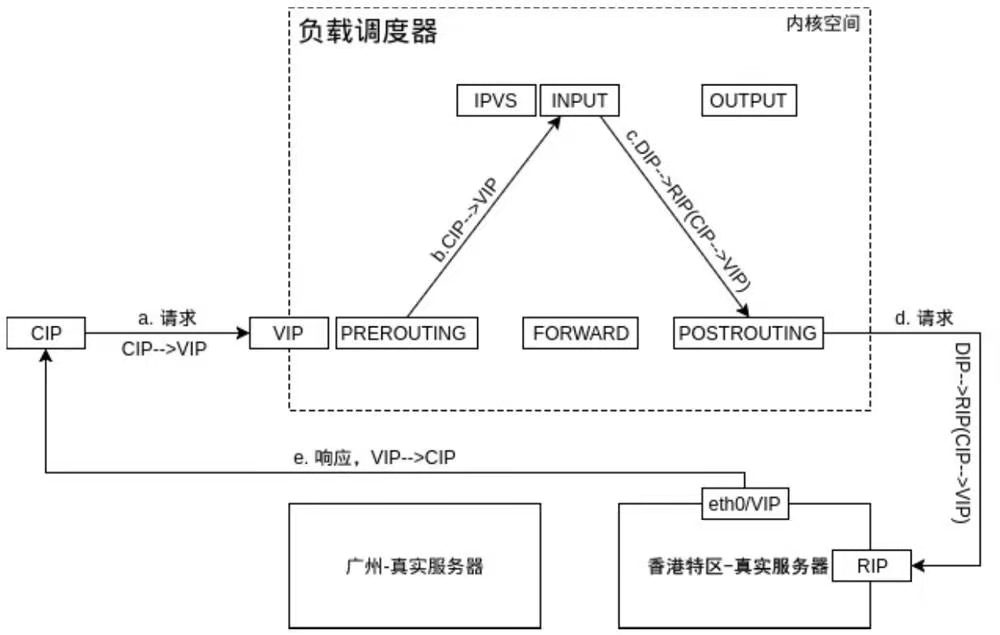 负载调度器
内核空间
IPVS
INPUT
OUTPUT
b.CIP-->VIP
c.DIP-->RIP(CIP-->VIP)
CIP
a. 请求
CIP-->VIP
VIP
PREROUTING
FORWARD
POSTROUTING
d. 请求
DIP-->RIP(CIP-->VIP)
e. 响应，VIP-->CIP
eth0/VIP
广州-真实服务器
香港特区-真实服务器
RIP